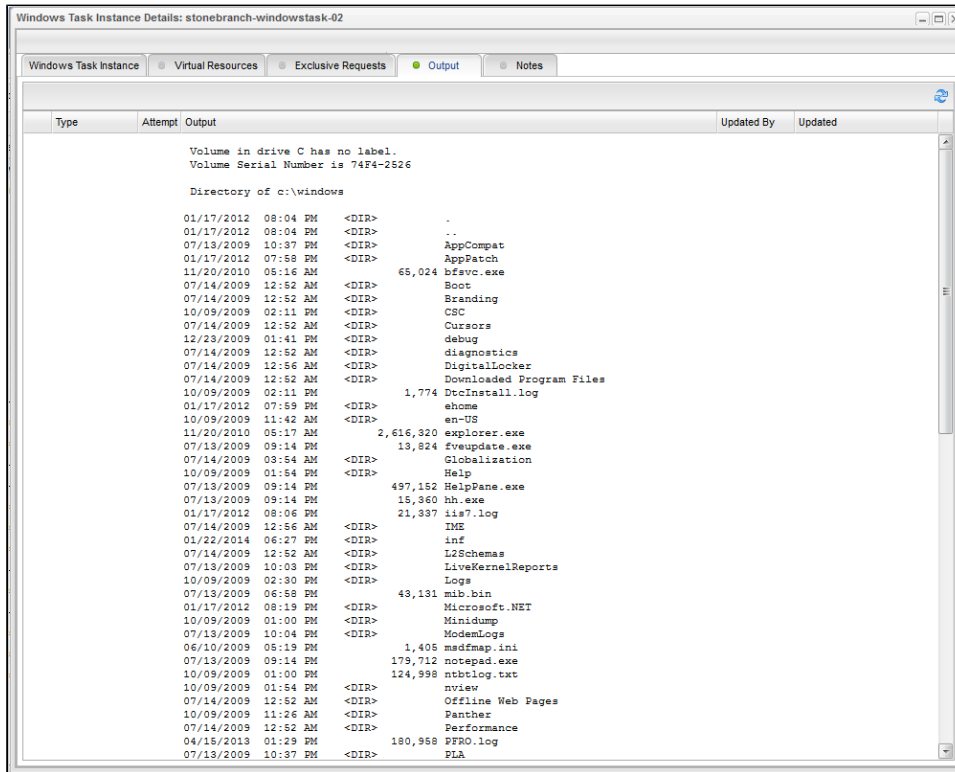 Windows Task Instance Details: stonebranch-windowstask-02
Windows Task Instance Virtual Resources Exclusive Requests Output Notes
Type Attempt Output Updated By Updated
Volume in drive C has no label.
Volume Serial Number is 74F4-2526
Directory of c:\windows
01/17/2012 08:04 PM <DIR> .
01/17/2012 08:04 PM <DIR> ..
07/13/2009 10:37 PM <DIR> AppCompat
01/17/2012 07:58 PM <DIR> AppPatch
11/20/2010 05:16 AM 65,024 bfsvc.exe
07/14/2009 12:52 AM <DIR> Boot
07/14/2009 12:52 AM <DIR> Branding
10/09/2009 02:11 PM <DIR> CSC
07/14/2009 12:52 AM <DIR> Cursors
12/23/2009 01:41 PM <DIR> debug
07/14/2009 12:52 AM <DIR> diagnostics
07/14/2009 12:56 AM <DIR> DigitalLocker
07/14/2009 12:52 AM <DIR> Downloaded Program Files
10/09/2009 02:11 PM 1,774 DtcInstall.log
01/17/2012 07:59 PM <DIR> ehome
10/09/2009 11:42 AM <DIR> en-US
11/20/2010 05:17 AM 2,616,320 explorer.exe
07/13/2009 09:14 PM 13,824 fveupdate.exe
07/14/2009 03:54 AM <DIR> Globalization
10/09/2009 01:54 PM <DIR> Help
07/13/2009 09:14 PM 497,152 HelpPane.exe
07/13/2009 09:14 PM 15,360 hh.exe
01/17/2012 08:06 PM 21,337 iis7.log
07/14/2009 12:56 AM <DIR> IME
01/22/2014 06:27 PM <DIR> inf
07/14/2009 12:52 AM <DIR> L2Schemas
07/13/2009 10:03 PM <DIR> LiveKernelReports
10/09/2009 02:30 PM <DIR> Logs
07/13/2009 06:58 PM 43,131 mib.bin
01/17/2012 08:19 PM <DIR> Microsoft.NET
10/09/2009 01:00 PM <DIR> Minidump
07/13/2009 10:04 PM <DIR> ModemLogs
06/10/2009 05:19 PM 1,405 msdfmap.ini
07/13/2009 09:14 PM 179,712 notepad.exe
10/09/2009 01:00 PM 124,998 ntbtlog.txt
10/09/2009 01:54 PM <DIR> nview
07/14/2009 12:52 AM <DIR> Offline Web Pages
10/09/2009 11:26 AM <DIR> Panther
07/14/2009 12:52 AM <DIR> Performance
04/15/2013 01:29 PM 180,958 PFRO.log
07/13/2009 10:37 PM <DIR> PLA